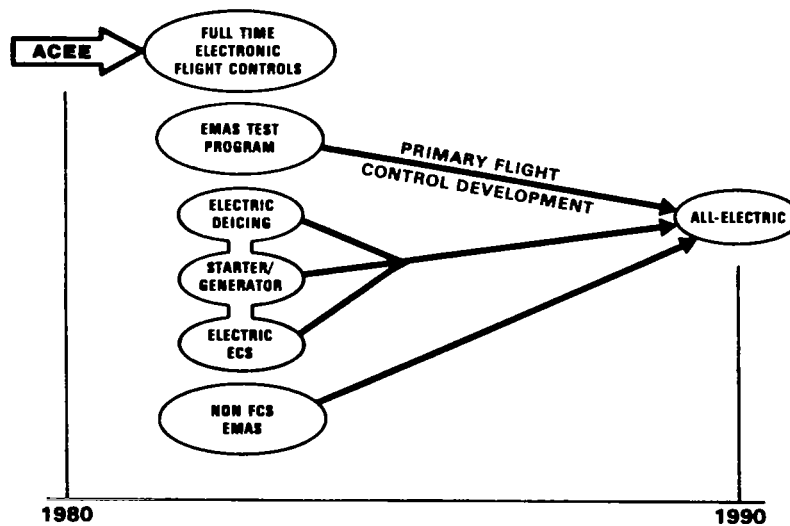 ACEE
FULL TIME
ELECTRONIC
FLIGHT CONTROLS
EMAS TEST
PROGRAM
PRIMARY FLIGHT
CONTROL DEVELOPMENT
ELECTRIC
DEICING
STARTER/
GENERATOR
ELECTRIC
ECS
NON FCS
EMAS
ALL-ELECTRIC
1980
1990